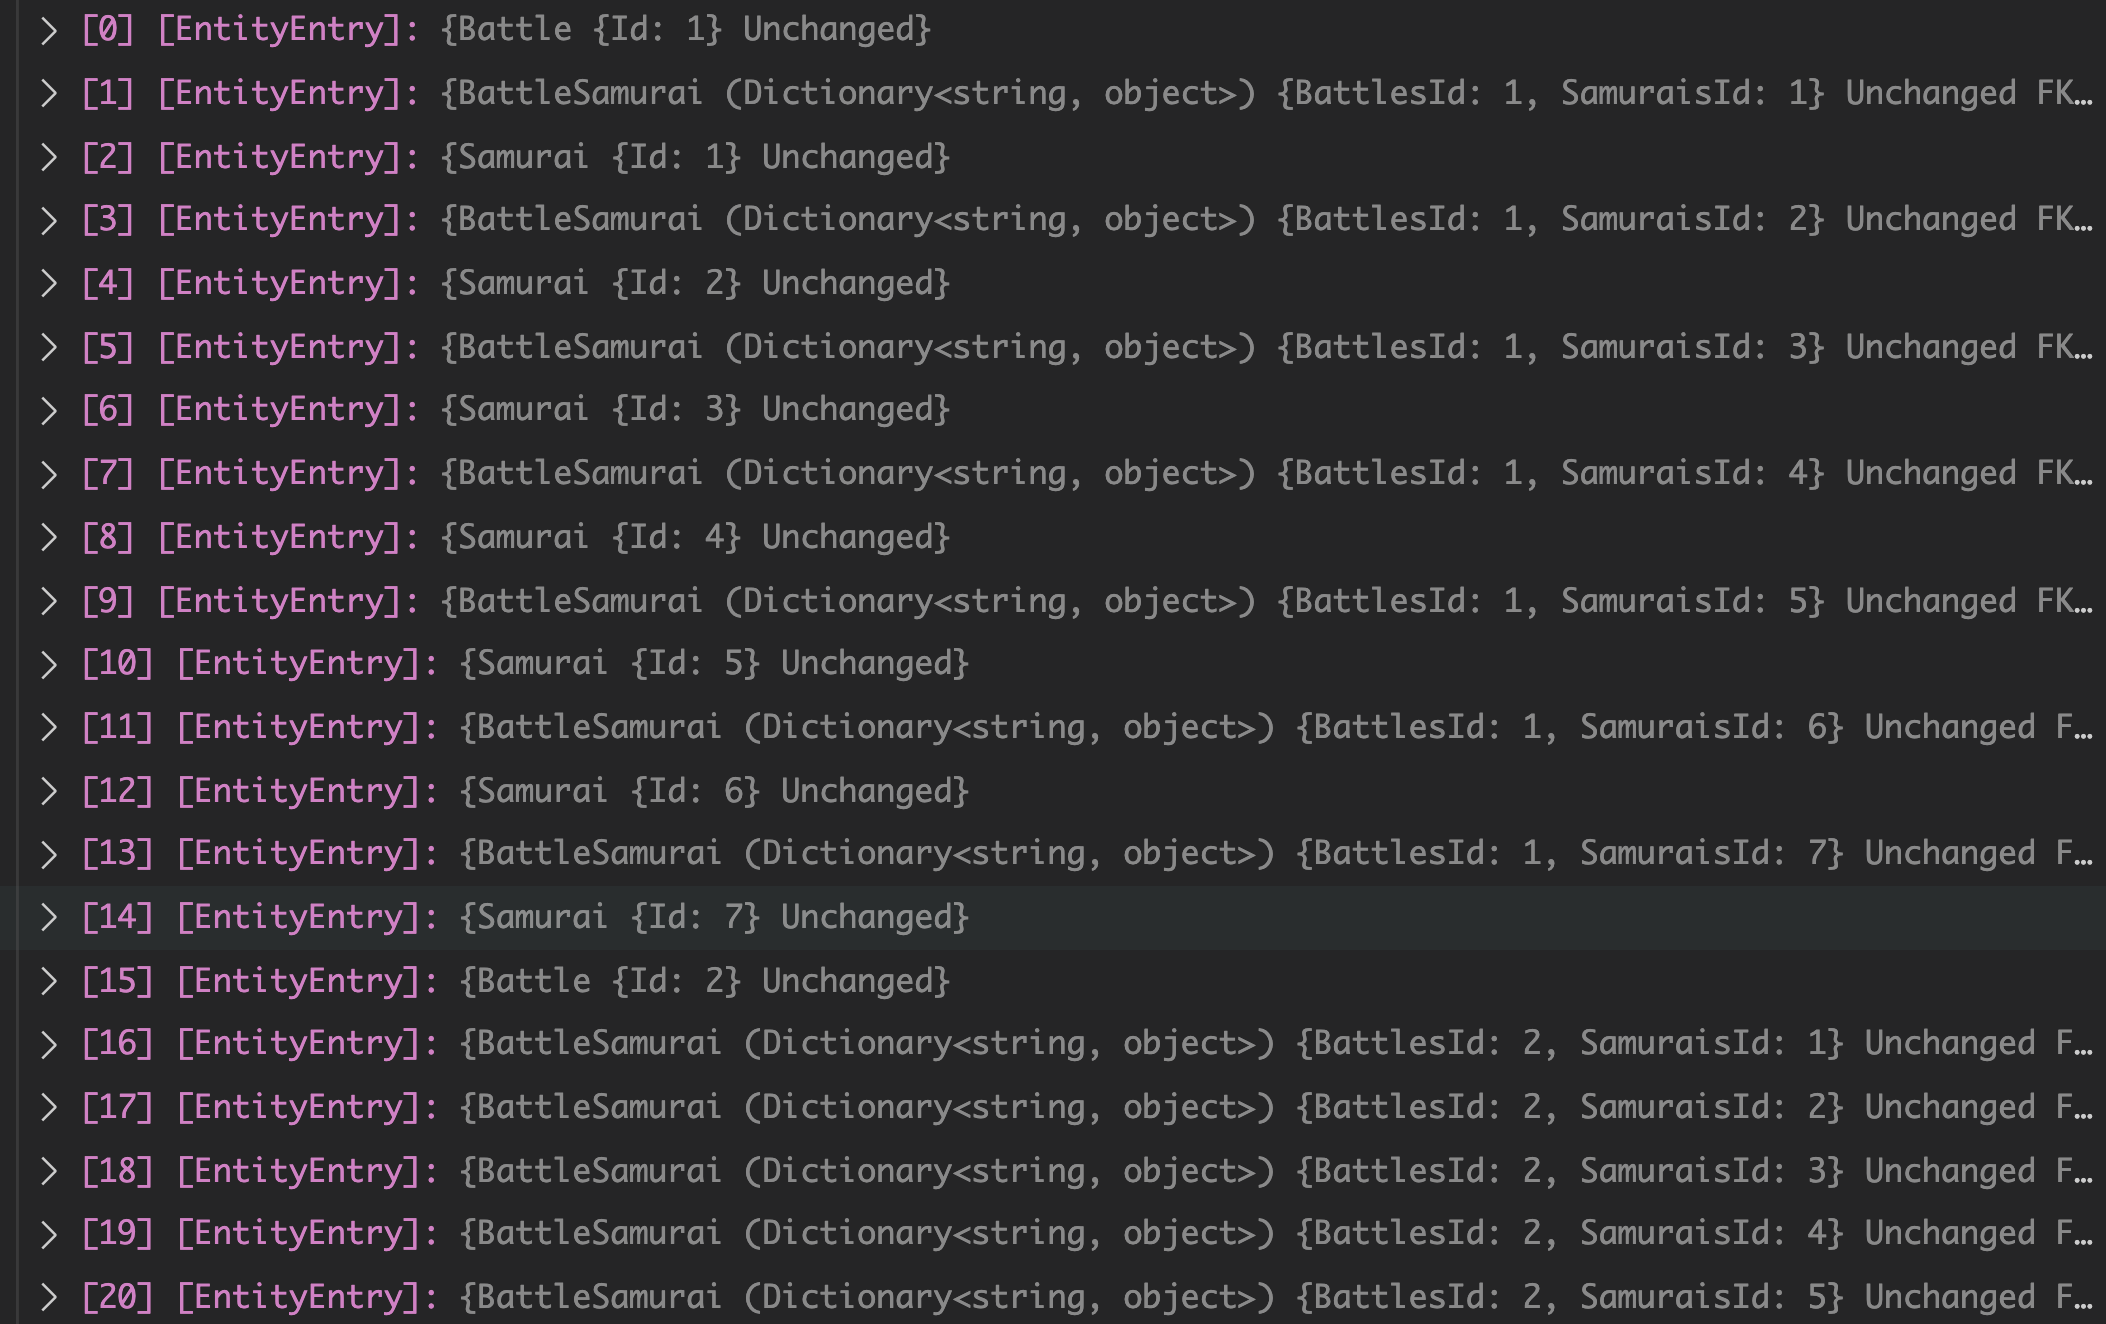 > [0] [EntityEntry]: {Battle {Id: 1} Unchanged}
> [1] [EntityEntry]: {BattleSamurai (Dictionary<string, object>) {BattlesId: 1, SamuraisId: 1} Unchanged FK…
> [2] [EntityEntry]: {Samurai {Id: 1} Unchanged}
> [3] [EntityEntry]: {BattleSamurai (Dictionary<string, object>) {BattlesId: 1, SamuraisId: 2} Unchanged FK…
> [4] [EntityEntry]: {Samurai {Id: 2} Unchanged}
> [5] [EntityEntry]: {BattleSamurai (Dictionary<string, object>) {BattlesId: 1, SamuraisId: 3} Unchanged FK…
> [6] [EntityEntry]: {Samurai {Id: 3} Unchanged}
> [7] [EntityEntry]: {BattleSamurai (Dictionary<string, object>) {BattlesId: 1, SamuraisId: 4} Unchanged FK…
> [8] [EntityEntry]: {Samurai {Id: 4} Unchanged}
> [9] [EntityEntry]: {BattleSamurai (Dictionary<string, object>) {BattlesId: 1, SamuraisId: 5} Unchanged FK…
> [10] [EntityEntry]: {Samurai {Id: 5} Unchanged}
> [11] [EntityEntry]: {BattleSamurai (Dictionary<string, object>) {BattlesId: 1, SamuraisId: 6} Unchanged F…
> [12] [EntityEntry]: {Samurai {Id: 6} Unchanged}
> [13] [EntityEntry]: {BattleSamurai (Dictionary<string, object>) {BattlesId: 1, SamuraisId: 7} Unchanged F…
> [14] [EntityEntry]: {Samurai {Id: 7} Unchanged}
> [15] [EntityEntry]: {Battle {Id: 2} Unchanged}
> [16] [EntityEntry]: {BattleSamurai (Dictionary<string, object>) {BattlesId: 2, SamuraisId: 1} Unchanged F…
> [17] [EntityEntry]: {BattleSamurai (Dictionary<string, object>) {BattlesId: 2, SamuraisId: 2} Unchanged F…
> [18] [EntityEntry]: {BattleSamurai (Dictionary<string, object>) {BattlesId: 2, SamuraisId: 3} Unchanged F…
> [19] [EntityEntry]: {BattleSamurai (Dictionary<string, object>) {BattlesId: 2, SamuraisId: 4} Unchanged F…
> [20] [EntityEntry]: {BattleSamurai (Dictionary<string, object>) {BattlesId: 2, SamuraisId: 5} Unchanged F…